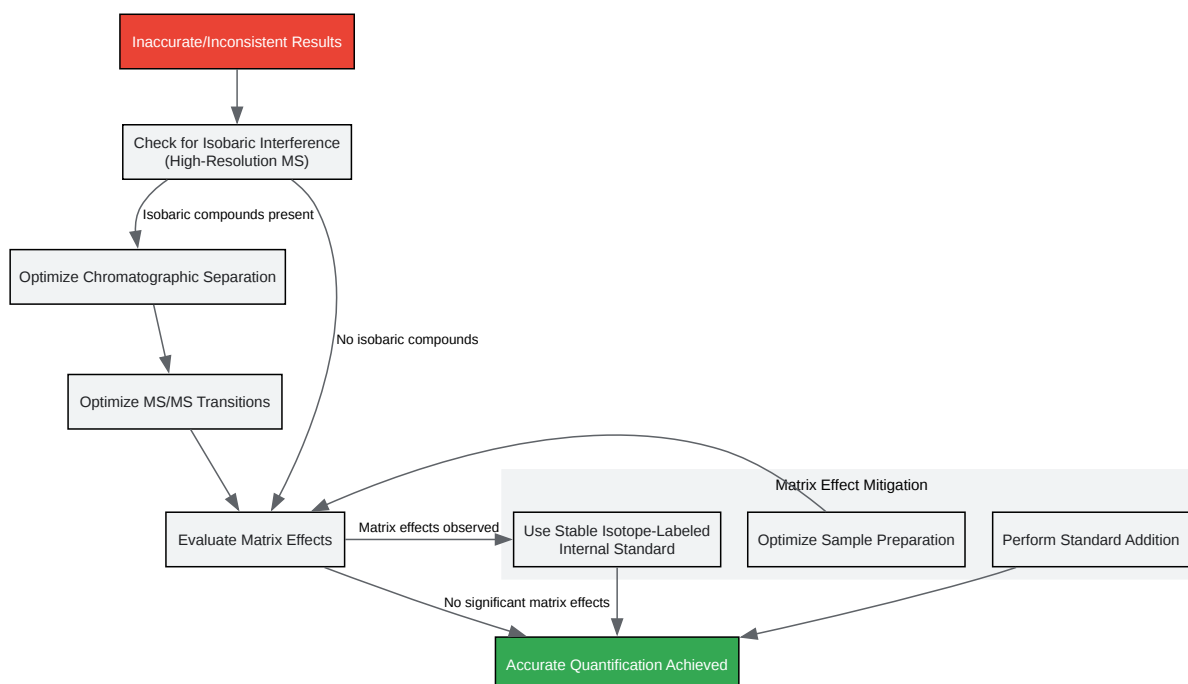 Inaccurate/Inconsistent Results
Check for Isobaric Interference
(High-Resolution MS)
Isobaric compounds present
Optimize Chromatographic Separation
No isobaric compounds
Optimize MS/MS Transitions
Matrix Effect Mitigation
Evaluate Matrix Effects
Matrix effects observed
Use Stable Isotope-Labeled
Internal Standard
Optimize Sample Preparation
Perform Standard Addition
No significant matrix effects
Accurate Quantification Achieved